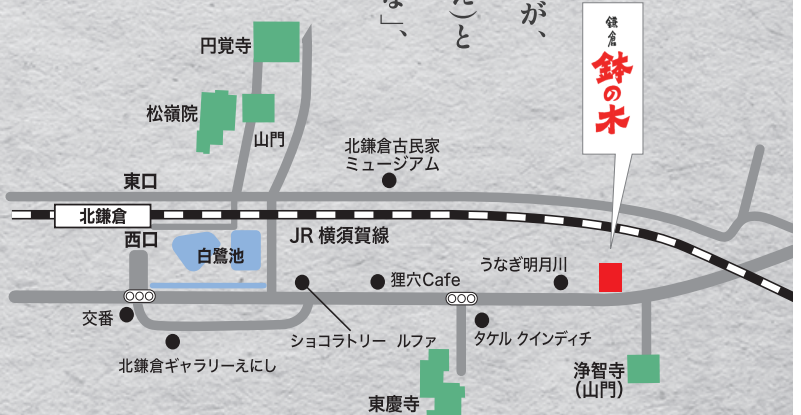 が、
た）と
な」、
鎌倉
鉢の木
円覚寺
松嶺院
山門
北鎌倉古民家
ミュージアム
東口
北鎌倉
西口
白鷺池
JR 横須賀線
うなぎ明月川
狸穴Cafe
交番
ショコラトリー ルファ
タケル クインディチ
北鎌倉ギャラリーえにし
浄智寺
（山門）
東慶寺